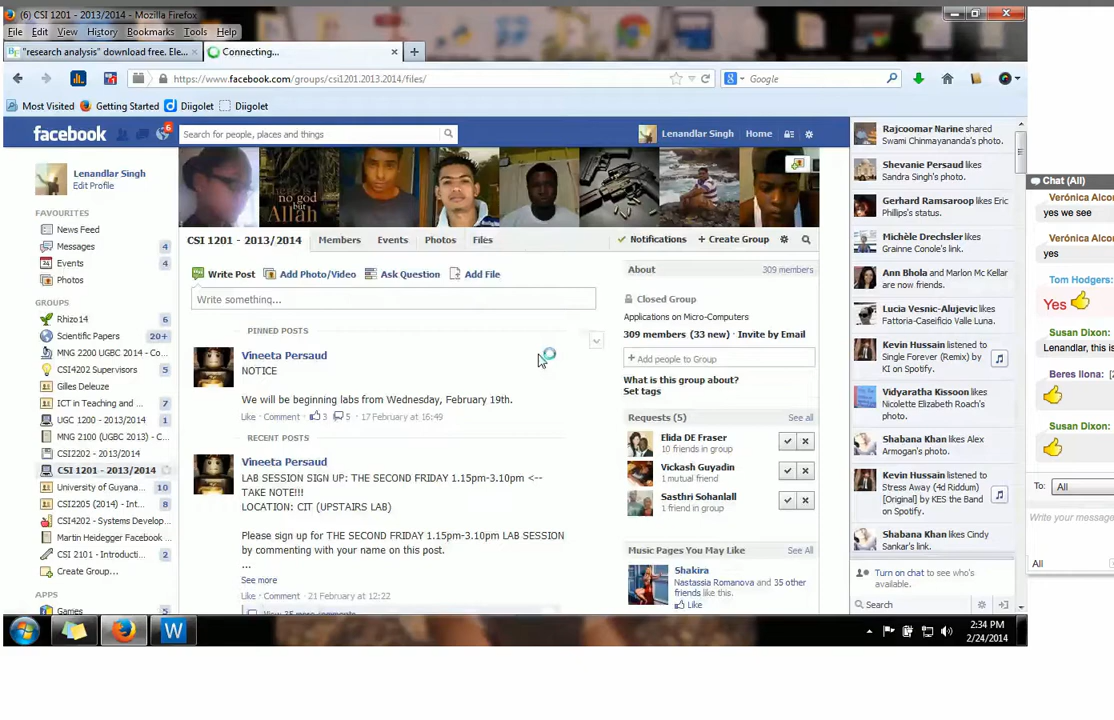 (6) CSI 1201 - 2013/2014 - Mozilla Firefox
File Edit View History Bookmarks Tools Help
"research analysis" download free. Ele...
Connecting...
https://www.facebook.com/groups/csi1201.2013.2014/files/
Google
Most Visited Getting Started Diigolet Diigolet
facebook
6
Search for people, places and things
Lenandlar Singh Home
Lenandlar Singh
Edit Profile
FAVOURITES
News Feed
Messages 4
Events 4
Photos
GROUPS
Rhizo14 6
Scientific Papers 20+
MNG 2200 UGBC 2014 - Co...
CSI4202 Supervisors 5
Gilles Deleuze
ICT in Teaching and ... 7
UGC 1200 - 2013/2014 1
MNG 2100 (UGBC 2013) - C...
CSI2202 - 2013/2014
CSI 1201 - 2013/2014
University of Guyana... 10
CSI2205 (2014) - Int... 8
CSI4202 - Systems Develop...
Martin Heidegger Facebook ...
CSI 2101 - Introducti... 2
Create Group...
APPS
Games 5
there is
no god
but
Allah
CSI 1201 - 2013/2014 Members Events Photos Files
Notifications + Create Group
Write Post Add Photo/Video Ask Question Add File
Write something...
PINNED POSTS
Vineeta Persaud
NOTICE
We will be beginning labs from Wednesday, February 19th.
Like · Comment · 3 5 · 17 February at 16:49
RECENT POSTS
Vineeta Persaud
LAB SESSION SIGN UP: THE SECOND FRIDAY 1.15pm-3.10pm <--
TAKE NOTE!!!
LOCATION: CIT (UPSTAIRS LAB)
Please sign up for THE SECOND FRIDAY 1.15pm-3.10pm LAB SESSION
by commenting with your name on this post.
...
See more
Like · Comment · 21 February at 12:22
About 309 members
Closed Group
Applications on Micro-Computers
309 members (33 new) · Invite by Email
+ Add people to Group
What is this group about?
Set tags
Requests (5) See all
Elida DE Fraser
10 friends in group
Vickash Guyadin
1 mutual friend
Sasthri Sohanlall
1 friend in group
Music Pages You May Like See All
Shakira
Nastassia Romanova and 35 other
friends like this.
Like
Rajcoomar Narine shared
Swami Chinmayananda's photo.
Shevanie Persaud likes
Sandra Singh's photo.
Gerhard Ramsaroop likes Eric
Phillips's status.
Michèle Drechsler likes
Grainne Conole's link.
Ann Bhola and Marlon Mc Kellar
are now friends.
Lucia Vesnic-Alujevic likes
Fattoria-Caseificio Valle Luna.
Kevin Hussain listened to
Single Forever (Remix) by
KI on Spotify.
Vidyaratha Kissoon likes
Nicolette Elizabeth Roach's
photo.
Shabana Khan likes Alex
Armogan's photo.
Kevin Hussain listened to
Stress Away (4d Riddum)
[Original] by KES the Band
on Spotify.
Shabana Khan likes Cindy
Sankar's link.
Turn on chat to see who's
available.
Search
Chat (All)
Verónica Alcor
yes we see
Verónica Alcor
yes
Tom Hodgers:
Yes
Susan Dixon:
Lenandlar, this is
Beres Ilona: [2
Susan Dixon:
To: All
Write your message
All
W
2:34 PM
2/24/2014